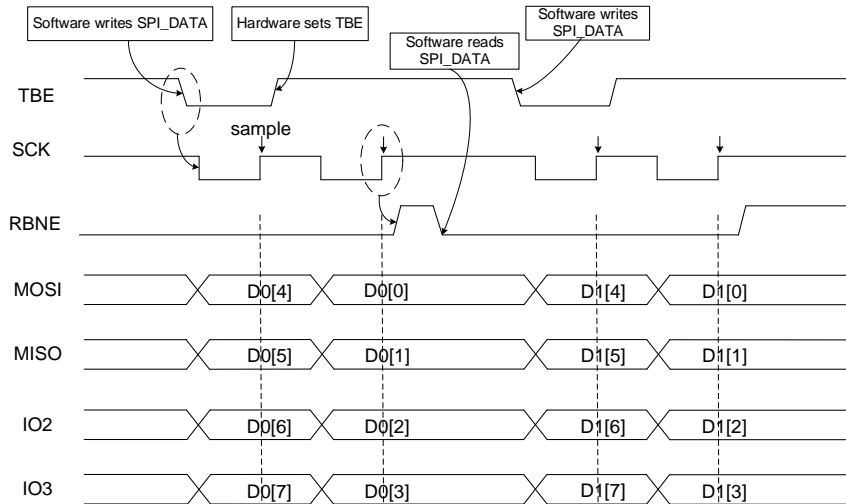 Software writes SPI_DATA
Hardware sets TBE
Software writes
SPI_DATA
Software reads
SPI_DATA
TBE
sample
SCK
RBNE
MOSI D0[4] D0[0] D1[4] D1[0]
MISO D0[5] D0[1] D1[5] D1[1]
IO2 D0[6] D0[2] D1[6] D1[2]
IO3 D0[7] D0[3] D1[7] D1[3]